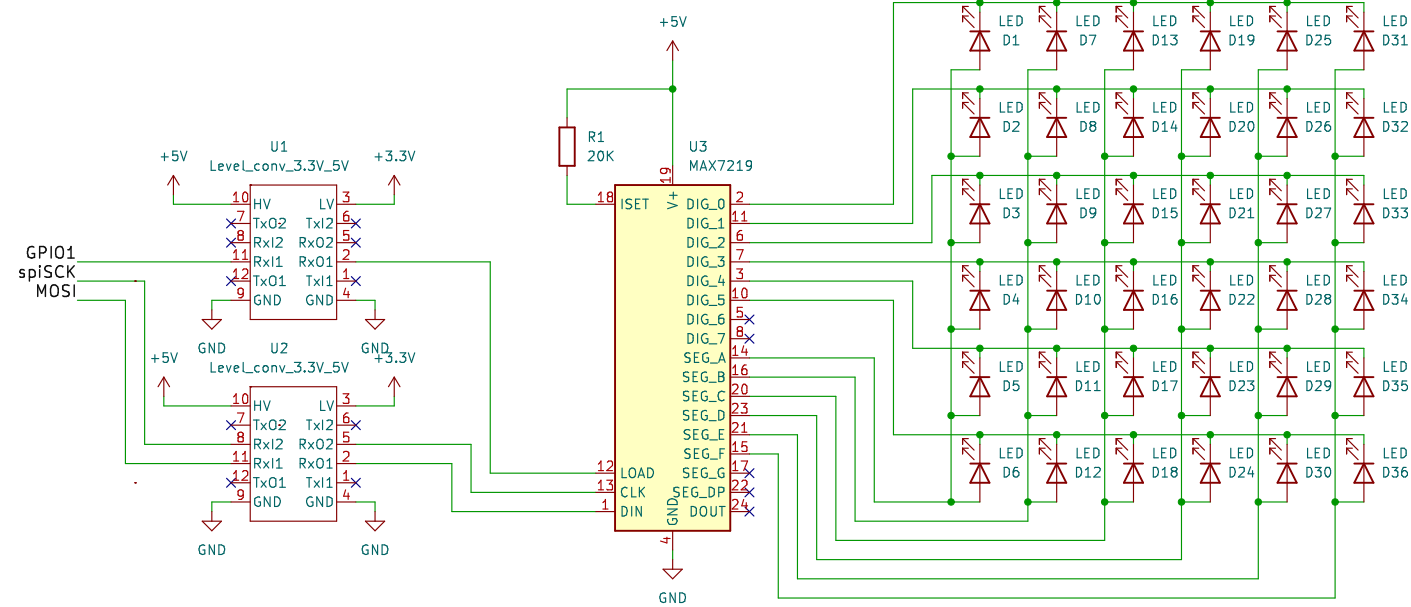 +5V
LED LED LED LED LED LED
D1 D7 D13 D19 D25 D31
LED LED LED LED LED LED
D2 D8 D14 D20 D26 D32
LED LED LED LED LED LED
D3 D9 D15 D21 D27 D33
LED LED LED LED LED LED
D4 D10 D16 D22 D28 D34
LED LED LED LED LED LED
D5 D11 D17 D23 D29 D35
LED LED LED LED LED LED
D6 D12 D18 D24 D30 D36
R1
20K
U1
Level_conv_3.3V_5V
+5V
+3.3V
10 HV LV 3
7 TxO2 TxI2 6
8 RxI2 RxO2 5
11 RxI1 RxO1 2
12 TxO1 TxI1 1
9 GND GND 4
GND
GND
GPIO1
spiSCK
MOSI
U2
Level_conv_3.3V_5V
+5V
+3.3V
10 HV LV 3
7 TxO2 TxI2 6
8 RxI2 RxO2 5
11 RxI1 RxO1 2
12 TxO1 TxI1 1
9 GND GND 4
GND
GND
U3
MAX7219
19
V+
18 ISET DIG_0 2
DIG_1 11
DIG_2 6
DIG_3 7
DIG_4 3
DIG_5 10
DIG_6 5
DIG_7 8
SEG_A 14
SEG_B 16
SEG_C 20
SEG_D 23
SEG_E 21
SEG_F 15
12 LOAD SEG_G 17
13 CLK SEG_DP 22
1 DIN DOUT 24
GND
4
GND